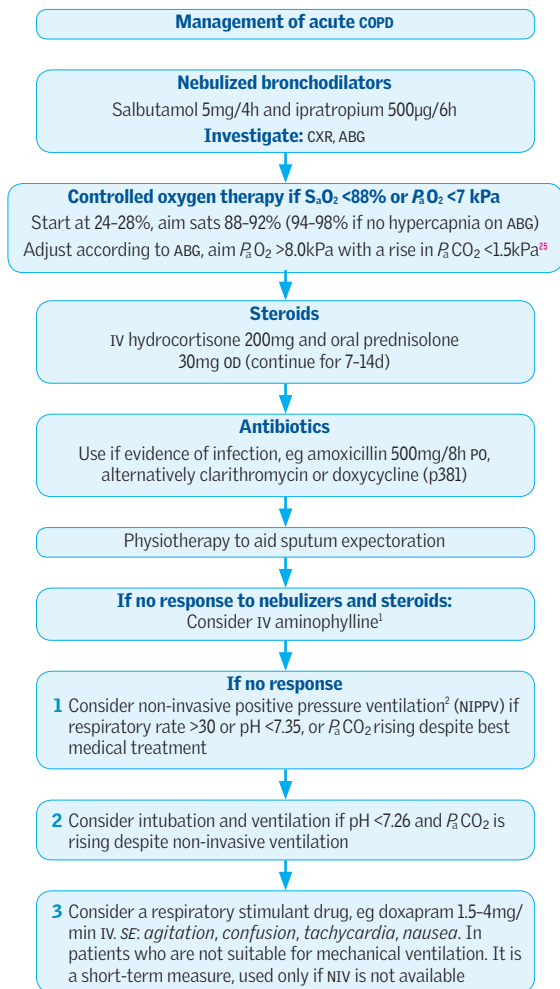 Management of acute COPD
Nebulized bronchodilators
Salbutamol 5mg/4h and ipratropium 500µg/6h
Investigate: CXR, ABG
Controlled oxygen therapy if SaO2 <88% or PaO2 <7 kPa
Start at 24–28%, aim sats 88–92% (94–98% if no hypercapnia on ABG)
Adjust according to ABG, aim PaO2 >8.0kPa with a rise in PaCO2 <1.5kPa25
Steroids
IV hydrocortisone 200mg and oral prednisolone
30mg OD (continue for 7–14d)
Antibiotics
Use if evidence of infection, eg amoxicillin 500mg/8h PO,
alternatively clarithromycin or doxycycline (p381)
Physiotherapy to aid sputum expectoration
If no response to nebulizers and steroids:
Consider IV aminophylline1
If no response
1 Consider non-invasive positive pressure ventilation2 (NIPPV) if
respiratory rate >30 or pH <7.35, or PaCO2 rising despite best
medical treatment
2 Consider intubation and ventilation if pH <7.26 and PaCO2 is
rising despite non-invasive ventilation
3 Consider a respiratory stimulant drug, eg doxapram 1.5–4mg/
min IV. SE: agitation, confusion, tachycardia, nausea. In
patients who are not suitable for mechanical ventilation. It is
a short-term measure, used only if NIV is not available